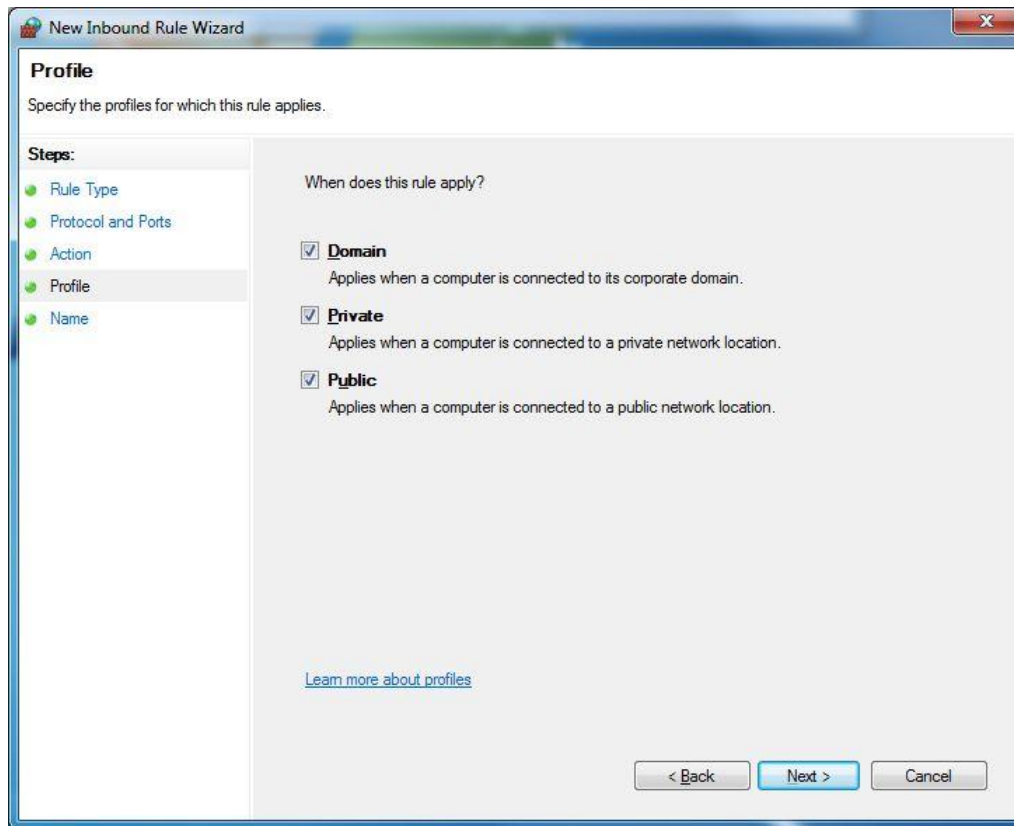 New Inbound Rule Wizard
Profile
Specify the profiles for which this rule applies.
Steps:
Rule Type
Protocol and Ports
Action
Profile
Name
When does this rule apply?
Domain
Applies when a computer is connected to its corporate domain.
Private
Applies when a computer is connected to a private network location.
Public
Applies when a computer is connected to a public network location.
Learn more about profiles
< Back
Next >
Cancel